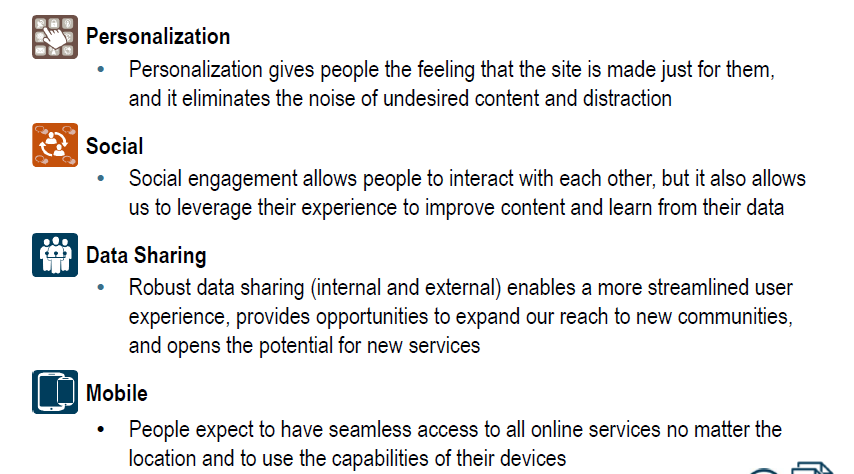 Personalization
• Personalization gives people the feeling that the site is made just for them,
and it eliminates the noise of undesired content and distraction
Social
• Social engagement allows people to interact with each other, but it also allows
us to leverage their experience to improve content and learn from their data
Data Sharing
• Robust data sharing (internal and external) enables a more streamlined user
experience, provides opportunities to expand our reach to new communities,
and opens the potential for new services
Mobile
• People expect to have seamless access to all online services no matter the
location and to use the capabilities of their devices